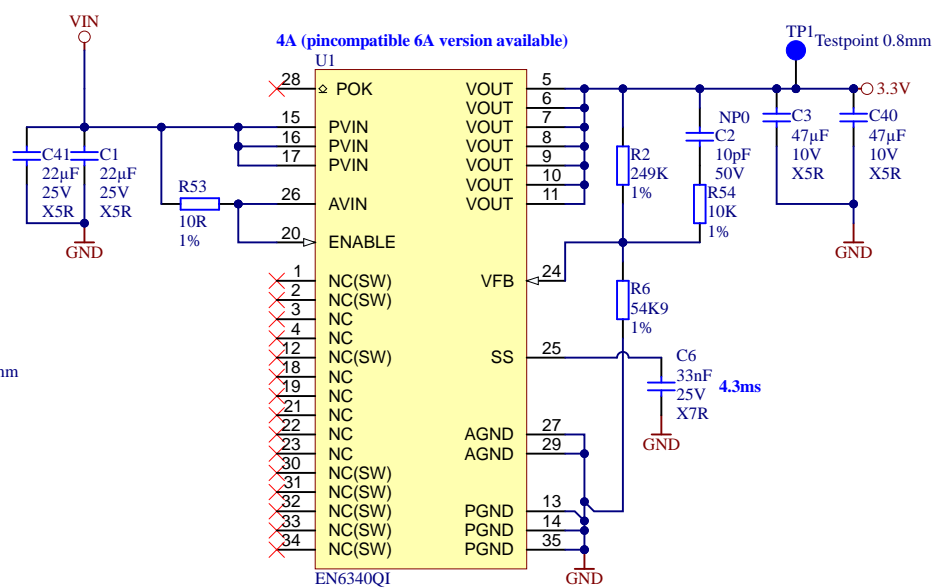 VIN
4A (pincompatible 6A version available)
TP1
Testpoint 0.8mm
U1
28
POK
VOUT
5
3.3V
VOUT
6
15
PVIN
VOUT
7
16
PVIN
VOUT
8
17
PVIN
VOUT
9
VOUT
10
26
AVIN
VOUT
11
20
ENABLE
C41
22µF
25V
X5R
C1
22µF
25V
X5R
GND
R53
10R
1%
R2
249K
1%
NP0
C2
10pF
50V
R54
10K
1%
C3
47µF
10V
X5R
C40
47µF
10V
X5R
GND
1
NC(SW)
VFB
24
2
NC(SW)
3
NC
4
NC
12
NC(SW)
SS
25
18
NC
19
NC
21
NC
22
NC
AGND
27
23
NC
AGND
29
30
NC(SW)
31
NC(SW)
32
NC(SW)
PGND
13
33
NC(SW)
PGND
14
34
NC(SW)
PGND
35
R6
54K9
1%
C6
33nF
25V
X7R
4.3ms
GND
GND
EN6340QI